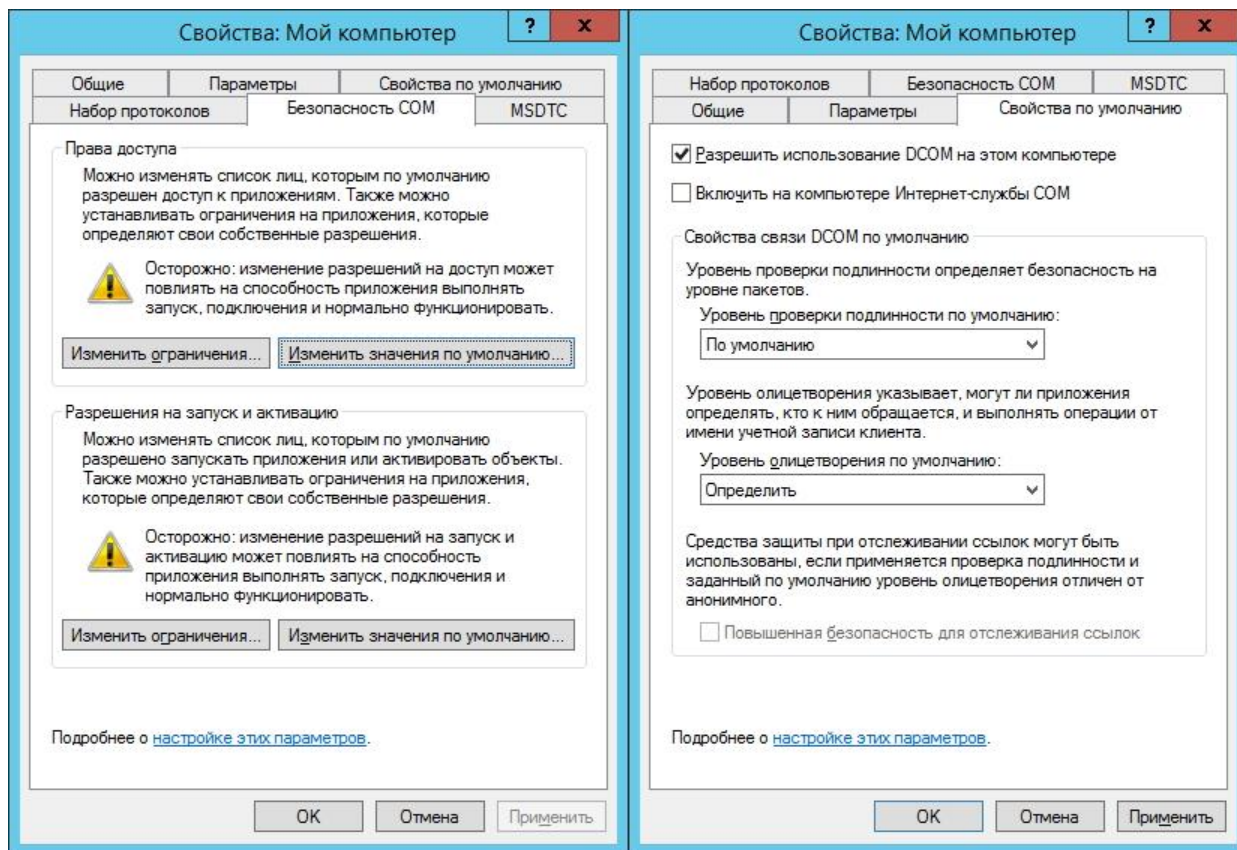 Свойства: Мой компьютер
?
x
Общие
Параметры
Свойства по умолчанию
Набор протоколов
Безопасность COM
MSDTC
Права доступа
Можно изменять список лиц, которым по умолчанию
разрешен доступ к приложениям. Также можно
устанавливать ограничения на приложения, которые
определяют свои собственные разрешения.
Осторожно: изменение разрешений на доступ может
повлиять на способность приложения выполнять
запуск, подключения и нормально функционировать.
Изменить ограничения...
Изменить значения по умолчанию...
Разрешения на запуск и активацию
Можно изменять список лиц, которым по умолчанию
разрешено запускать приложения или активировать объекты.
Также можно устанавливать ограничения на приложения,
которые определяют свои собственные разрешения.
Осторожно: изменение разрешений на запуск и
активацию может повлиять на способность
приложения выполнять запуск, подключения и
нормально функционировать.
Изменить ограничения...
Изменить значения по умолчанию...
Подробнее о настройке этих параметров.
OK
Отмена
Применить
Свойства: Мой компьютер
?
x
Набор протоколов
Безопасность COM
MSDTC
Общие
Параметры
Свойства по умолчанию
Разрешить использование DCOM на этом компьютере
Включить на компьютере Интернет-службы COM
Свойства связи DCOM по умолчанию
Уровень проверки подлинности определяет безопасность на
уровне пакетов.
Уровень проверки подлинности по умолчанию:
По умолчанию
Уровень олицетворения указывает, могут ли приложения
определять, кто к ним обращается, и выполнять операции от
имени учетной записи клиента.
Уровень олицетворения по умолчанию:
Определить
Средства защиты при отслеживании ссылок могут быть
использованы, если применяется проверка подлинности и
заданный по умолчанию уровень олицетворения отличен от
анонимного.
Повышенная безопасность для отслеживания ссылок
Подробнее о настройке этих параметров.
OK
Отмена
Применить